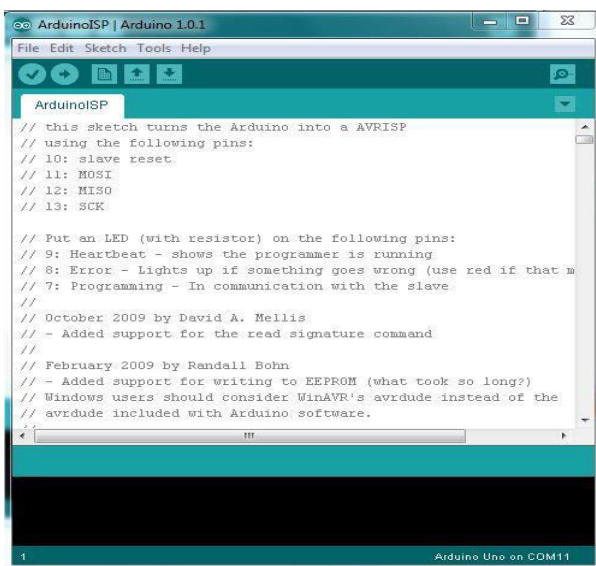 ArduinoISP | Arduino 1.0.1
File Edit Sketch Tools Help
ArduinoISP
// this sketch turns the Arduino into a AVRISP
// using the following pins:
// 10: slave reset
// 11: MOSI
// 12: MISO
// 13: SCK
// Put an LED (with resistor) on the following pins:
// 9: Heartbeat - shows the programmer is running
// 8: Error - Lights up if something goes wrong (use red if that m
// 7: Programming - In communication with the slave
//
// October 2009 by David A. Mellis
// - Added support for the read signature command
//
// February 2009 by Randall Bohn
// - Added support for writing to EEPROM (what took so long?)
// Windows users should consider WinAVR's avrdude instead of the
// avrdude included with Arduino software.
//
1 Arduino Uno on COM11